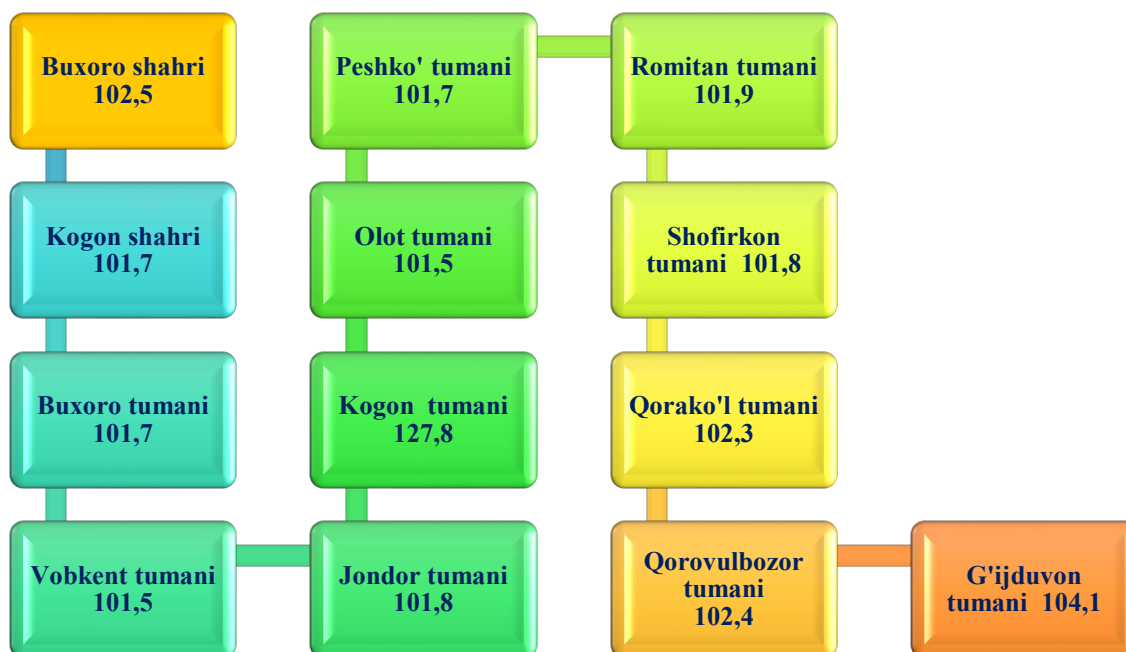 Buxoro shahri
102,5
Kogon shahri
101,7
Buxoro tumani
101,7
Vobkent tumani
101,5
Jondor tumani
101,8
Kogon tumani
127,8
Olot tumani
101,5
Peshko' tumani
101,7
Romitan tumani
101,9
Shofirkon
tumani 101,8
Qorako'l tumani
102,3
Qorovulbozor
tumani
102,4
G'ijduvon
tumani 104,1